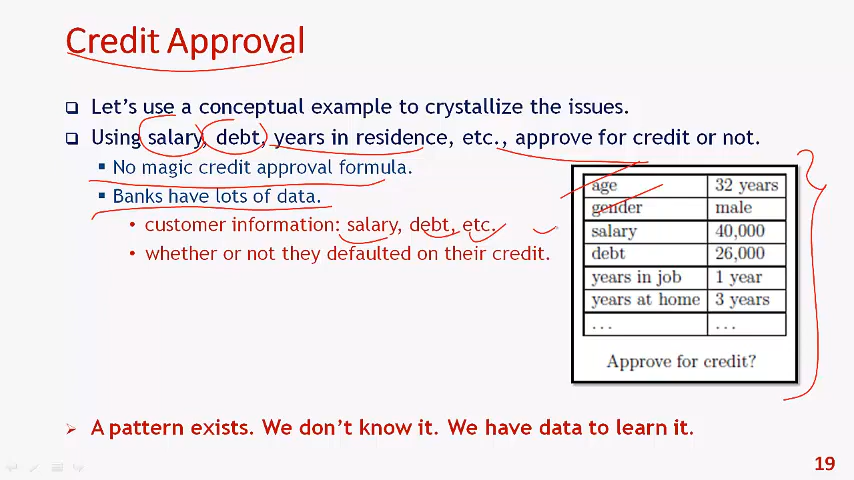 Credit Approval
Let's use a conceptual example to crystallize the issues.
Using salary, debt, years in residence, etc., approve for credit or not.
No magic credit approval formula.
Banks have lots of data.
customer information: salary, debt, etc.
whether or not they defaulted on their credit.
age 32 years
gender male
salary 40,000
debt 26,000
years in job 1 year
years at home 3 years
... ...
Approve for credit?
A pattern exists. We don't know it. We have data to learn it.
19